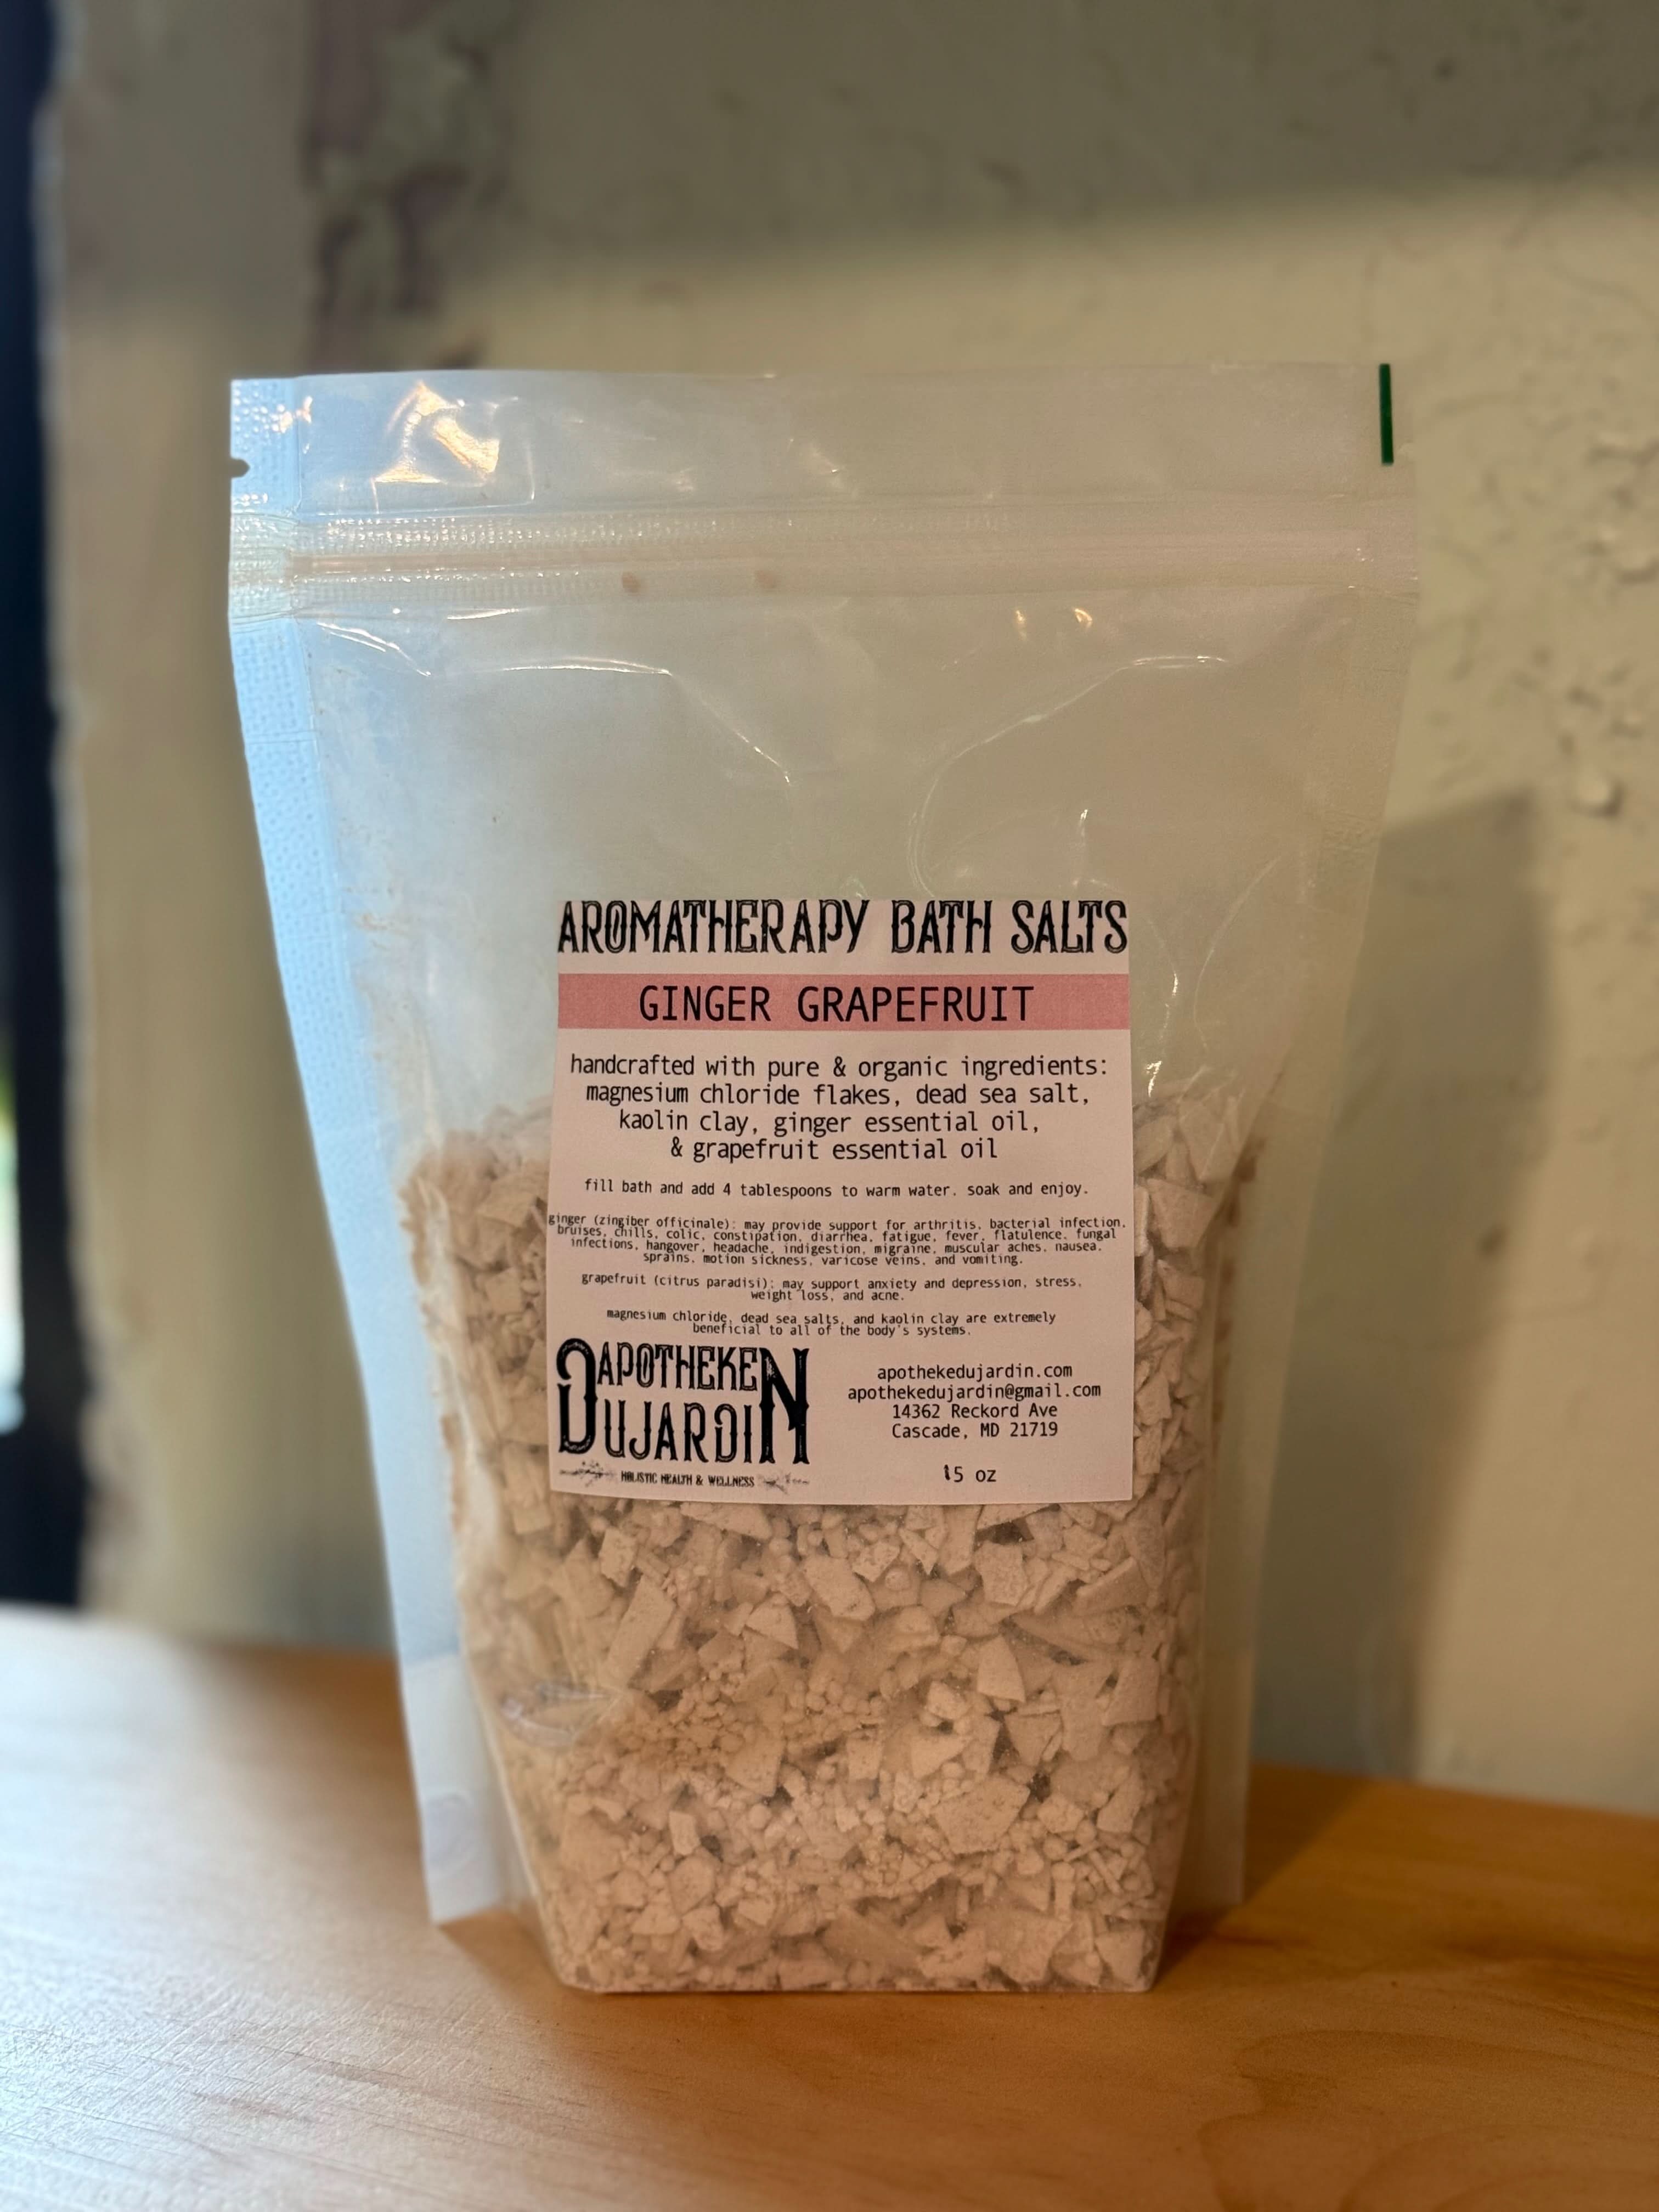 AROMATHERAPY BATH SALTS
GINGER GRAPEFRUIT
handcrafted with pure & organic ingredients:
magnesium chloride flakes, dead sea salt,
kaolin clay, ginger essential oil,
& grapefruit essential oil
fill bath and add 4 tablespoons to warm water. soak and enjoy.
ginger (zingiber officinale): may provide support for arthritis, bacterial infection,
bruises, chills, colic, constipation, diarrhea, fatigue, fever, flatulence, fungal
infections, hangover, headache, indigestion, migraine, muscular aches, nausea,
sprains, motion sickness, varicose veins, and vomiting.
grapefruit (citrus paradisi): may support anxiety and depression, stress,
weight loss, and acne.
magnesium chloride, dead sea salts, and kaolin clay are extremely
beneficial to all of the body's systems.
APOTHEKE
DUJARDIN
HOLISTIC HEALTH & WELLNESS
apothekedujardin.com
apothekedujardin@gmail.com
14362 Reckord Ave
Cascade, MD 21719
15 oz